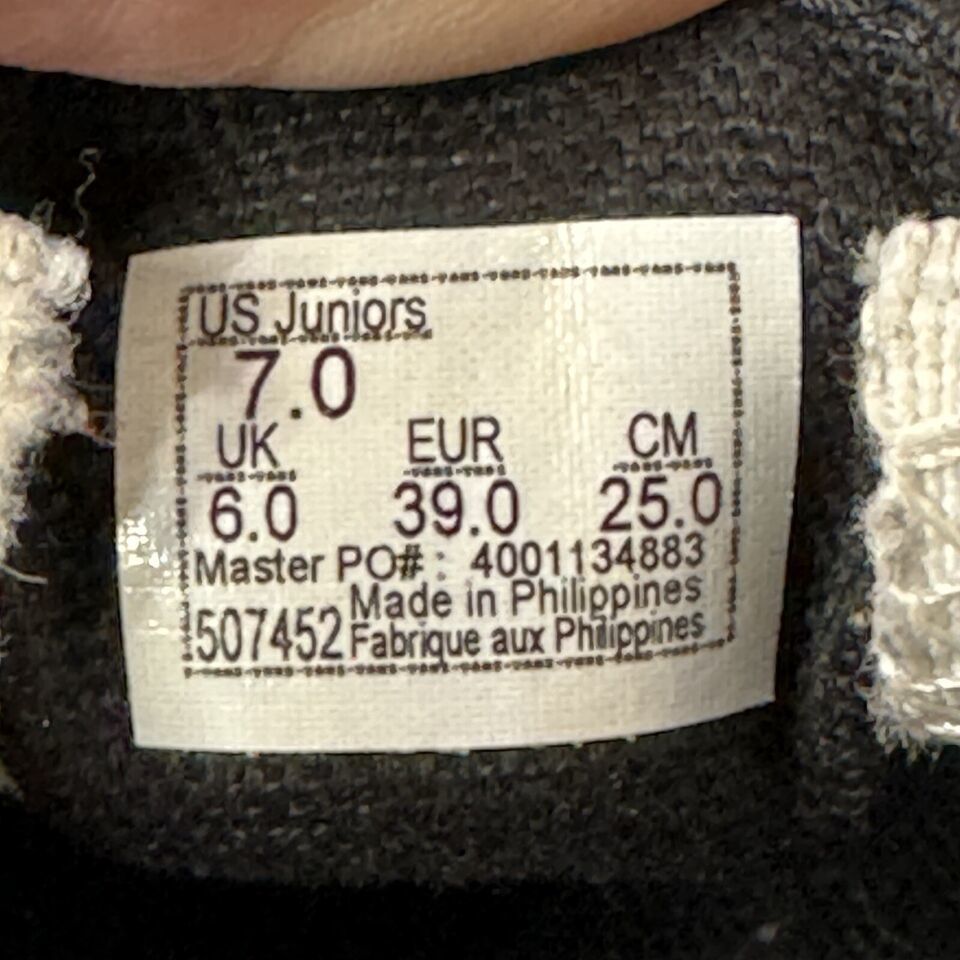 US Juniors
7.0
UK EUR CM
6.0 39.0 25.0
Master PO# : 4001134883
Made in Philippines
507452 Fabrique aux Philippines